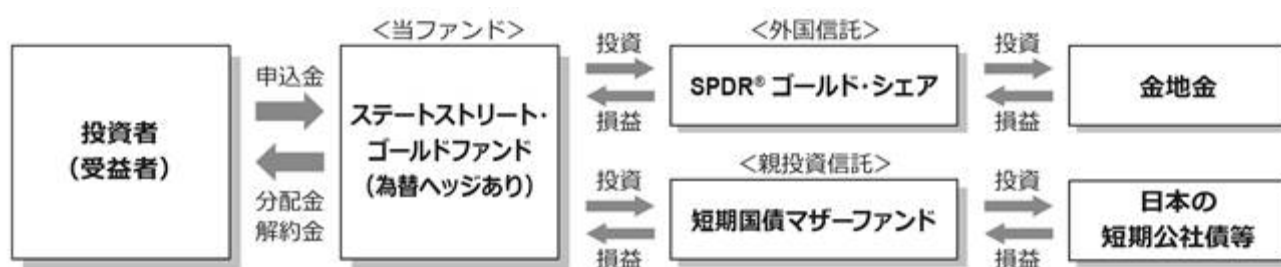 投資者
(受益者)
申込金
分配金
解約金
<当ファンド>
ステートストリート・
ゴールドファンド
(為替ヘッジあり)
投資
損益
<外国信託>
SPDR® ゴールド・シェア
投資
損益
金地金
投資
損益
<親投資信託>
短期国債マザーファンド
投資
損益
日本の
短期公社債等